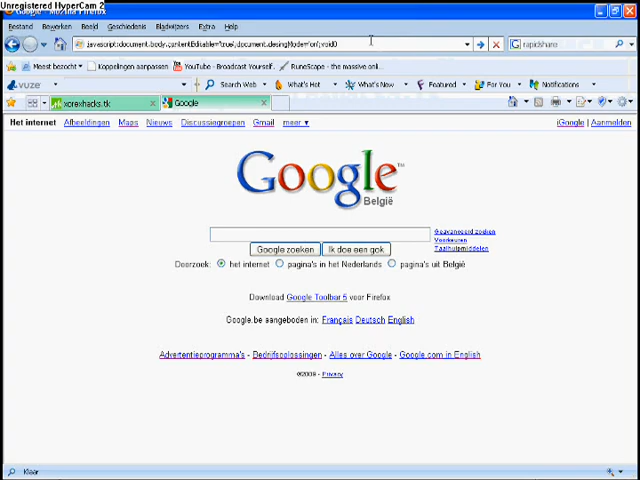 Unregistered HyperCam 2
Google - Mozilla Firefox
Bestand Bewerken Beeld Geschiedenis Bladwijzers Extra Help
javascript:document.body.contentEditable='true';document.desingMode='on';void0
rapidshare
Meest bezocht Koppelingen aanpassen YouTube - Broadcast Yourself. RuneScape - the massive onl...
vuze Search Web What's Hot What's New Featured For You Notifications
xorexhacks.tk Google
Het internet Afbeeldingen Maps Nieuws Discussiegroepen Gmail meer ▼ iGoogle | Aanmelden
Google™
België
Geavanceerd zoeken
Voorkeuren
Taalhulpmiddelen
Google zoeken Ik doe een gok
Doorzoek: het internet pagina's in het Nederlands pagina's uit België
Download Google Toolbar 5 voor Firefox
Google.be aangeboden in: Français Deutsch English
Advertentieprogramma's - Bedrijfsoplossingen - Alles over Google - Google.com in English
©2009 - Privacy
Klaar